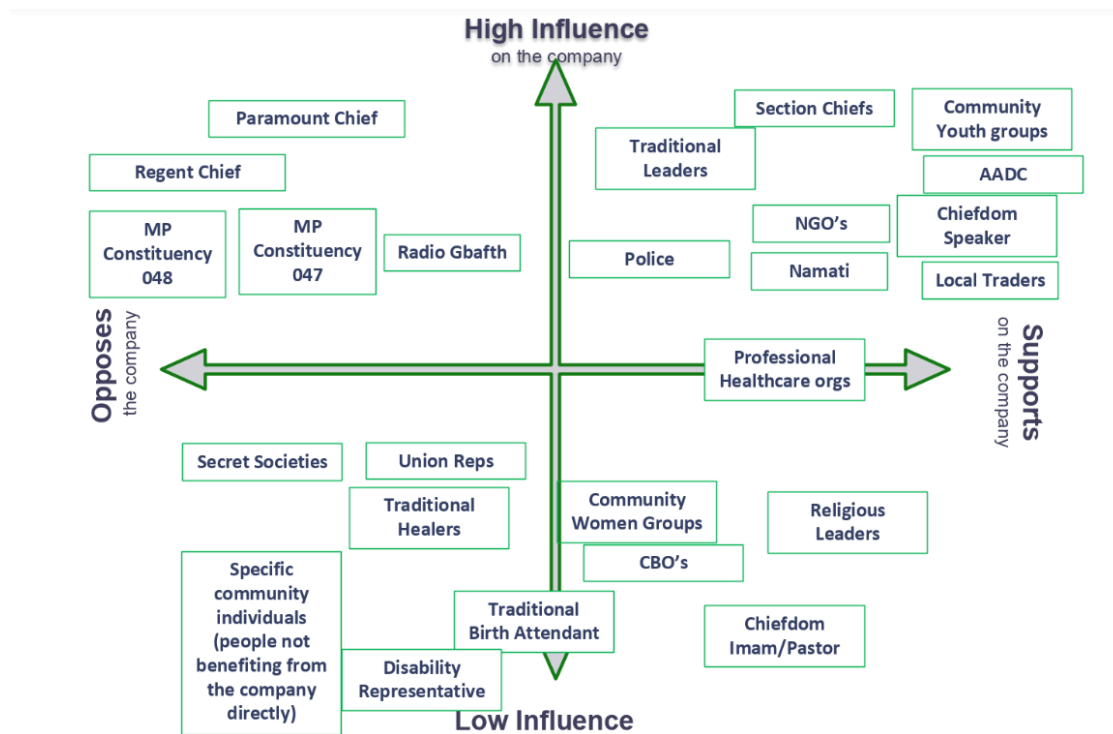 High Influence
on the company
Paramount Chief
Regent Chief
MP
Constituency
048
MP
Constituency
047
Radio Gbafth
Traditional
Leaders
Section Chiefs
Community
Youth groups
AADC
Chiefdom
Speaker
NGO's
Namati
Police
Local Traders
Opposes
the company
Supports
on the company
Professional
Healthcare orgs
Secret Societies
Union Reps
Traditional
Healers
Community
Women Groups
Religious
Leaders
CBO's
Specific
community
individuals
(people not
benefiting from
the company
directly)
Traditional
Birth Attendant
Chiefdom
Imam/Pastor
Disability
Representative
Low Influence